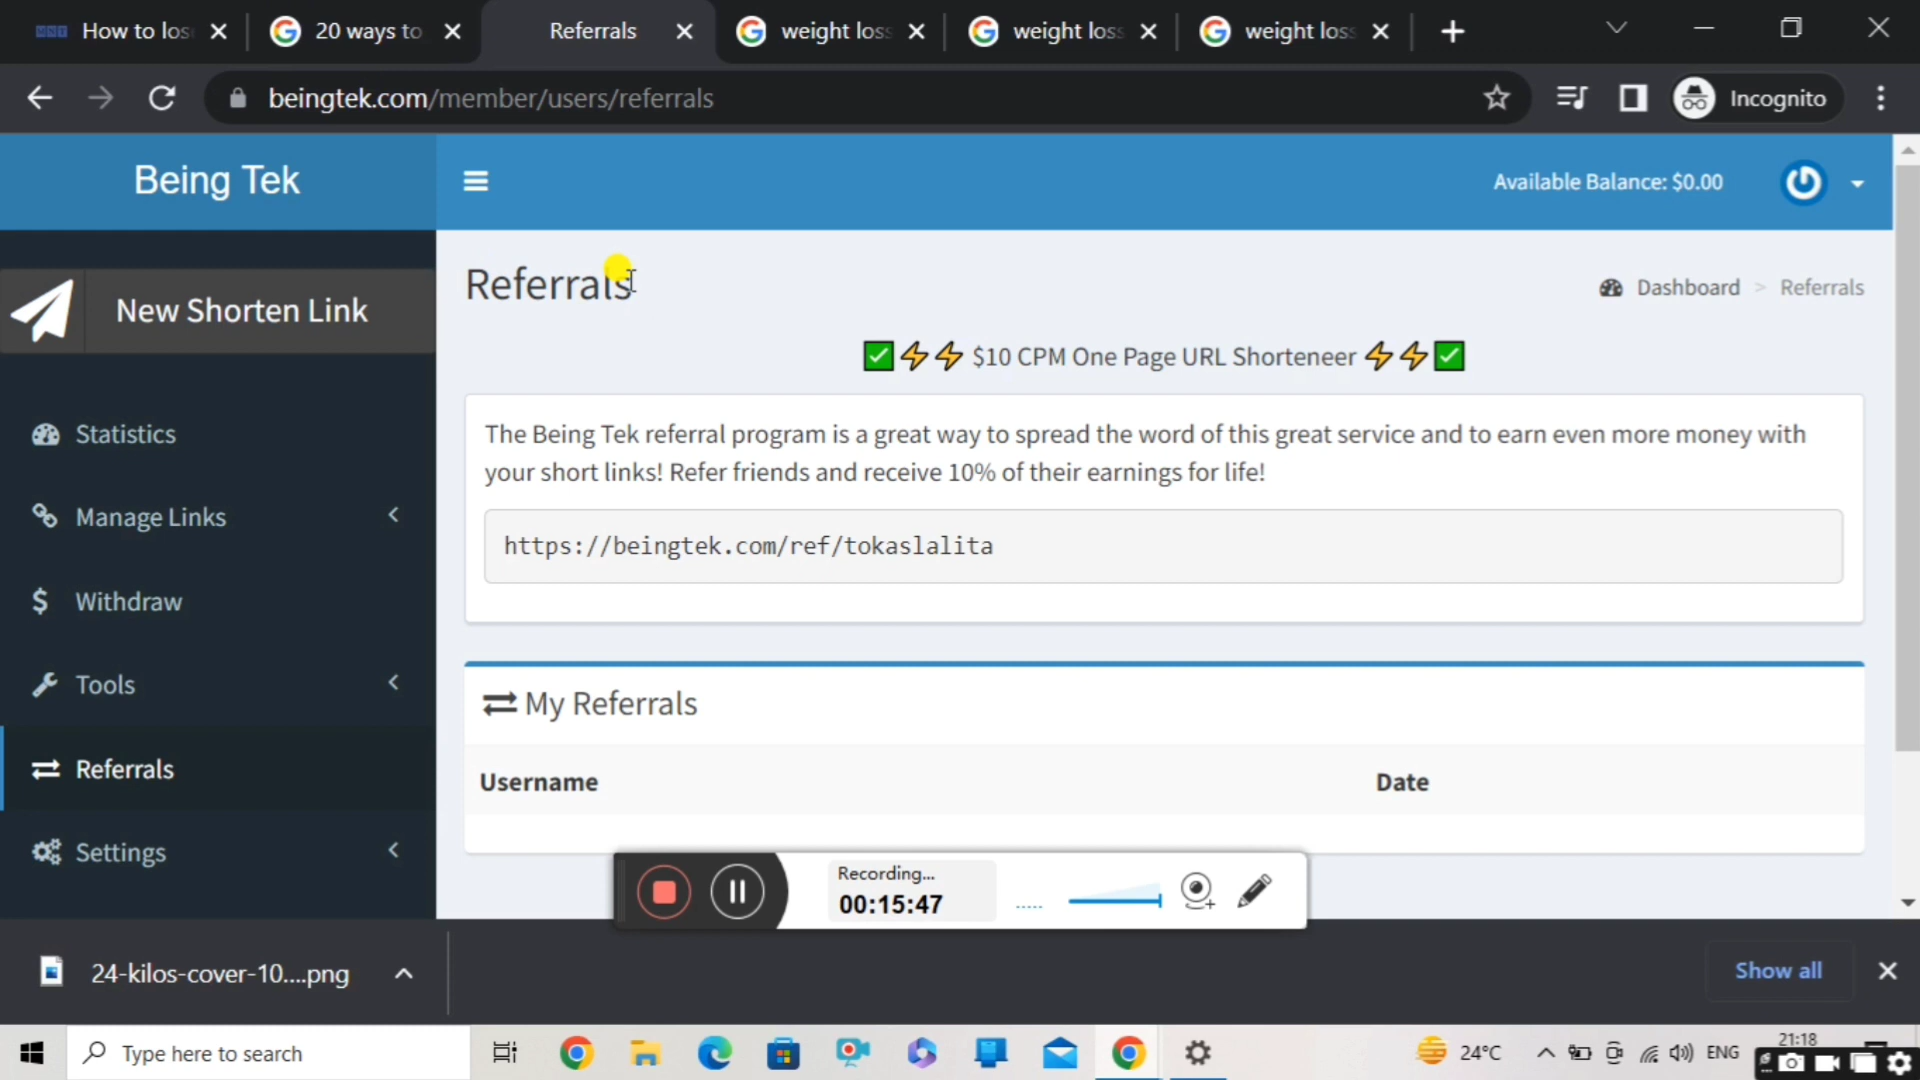 How to los
20 ways to
Referrals
weight loss
weight loss
weight loss
beingtek.com/member/users/referrals
Incognito
Being Tek
Available Balance: $0.00
New Shorten Link
Referrals
Dashboard > Referrals
✅⚡⚡ $10 CPM One Page URL Shorteneer ⚡⚡✅
Statistics
The Being Tek referral program is a great way to spread the word of this great service and to earn even more money with
your short links! Refer friends and receive 10% of their earnings for life!
Manage Links
https://beingtek.com/ref/tokaslalita
Withdraw
Tools
My Referrals
Referrals
Username
Date
Settings
Recording...
00:15:47
24-kilos-cover-10....png
Show all
Type here to search
24°C
ENG
21:18